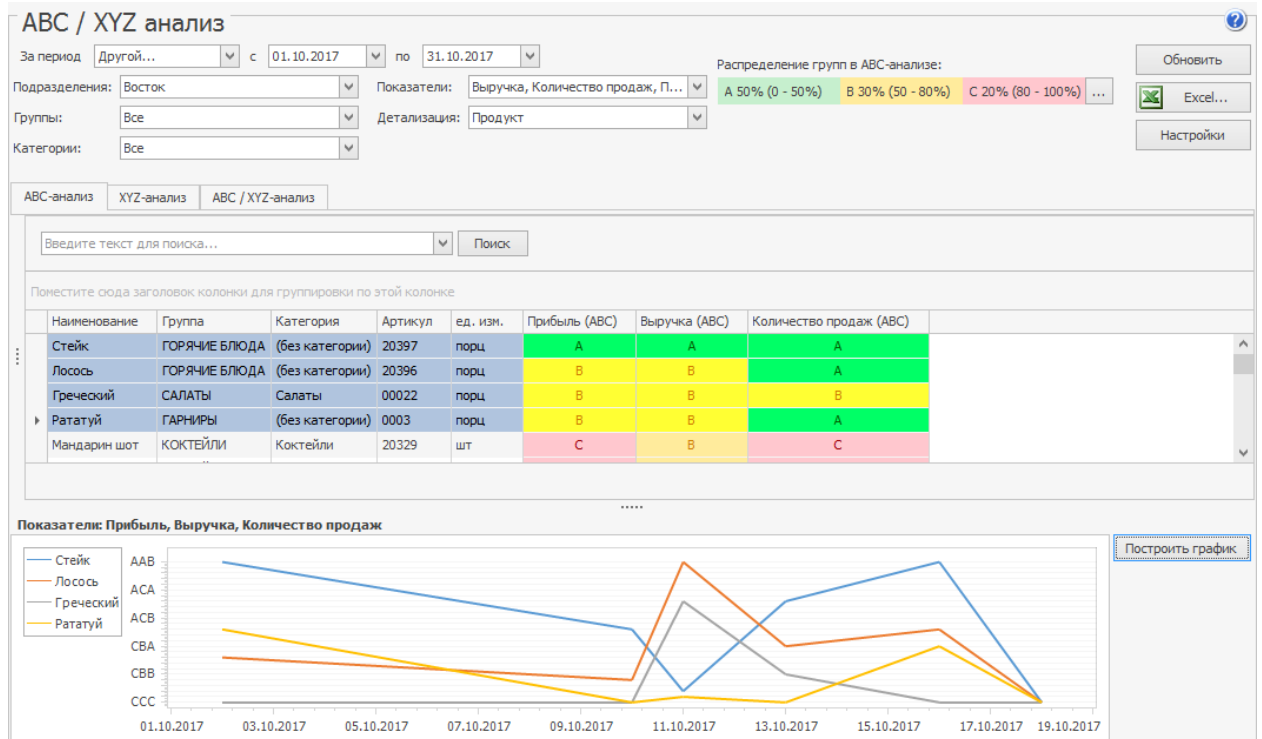 ABC / XYZ анализ
За период Другой... с 01.10.2017 по 31.10.2017
Распределение групп в ABC-анализе:
Обновить
Подразделения: Восток Показатели: Выручка, Количество продаж, П...
A 50% (0 - 50%) B 30% (50 - 80%) C 20% (80 - 100%) ...
Excel...
Группы: Все Детализация: Продукт
Настройки
Категории: Все
ABC-анализ XYZ-анализ ABC / XYZ-анализ
Введите текст для поиска... Поиск
Поместите сюда заголовок колонки для группировки по этой колонке
Наименование Группа Категория Артикул ед. изм. Прибыль (ABC) Выручка (ABC) Количество продаж (ABC)
Стейк ГОРЯЧИЕ БЛЮДА (без категории) 20397 порц A A A
Лосось ГОРЯЧИЕ БЛЮДА (без категории) 20396 порц B B A
Греческий САЛАТЫ Салаты 00022 порц B B B
Рататуй ГАРНИРЫ (без категории) 0003 порц B B A
Мандарин шот КОКТЕЙЛИ Коктейли 20329 шт C B C
Показатели: Прибыль, Выручка, Количество продаж
Построить график
Стейк
Лосось
Греческий
Рататуй
AAB
ACA
ACB
CBA
CBB
CCC
01.10.2017 03.10.2017 05.10.2017 07.10.2017 09.10.2017 11.10.2017 13.10.2017 15.10.2017 17.10.2017 19.10.2017